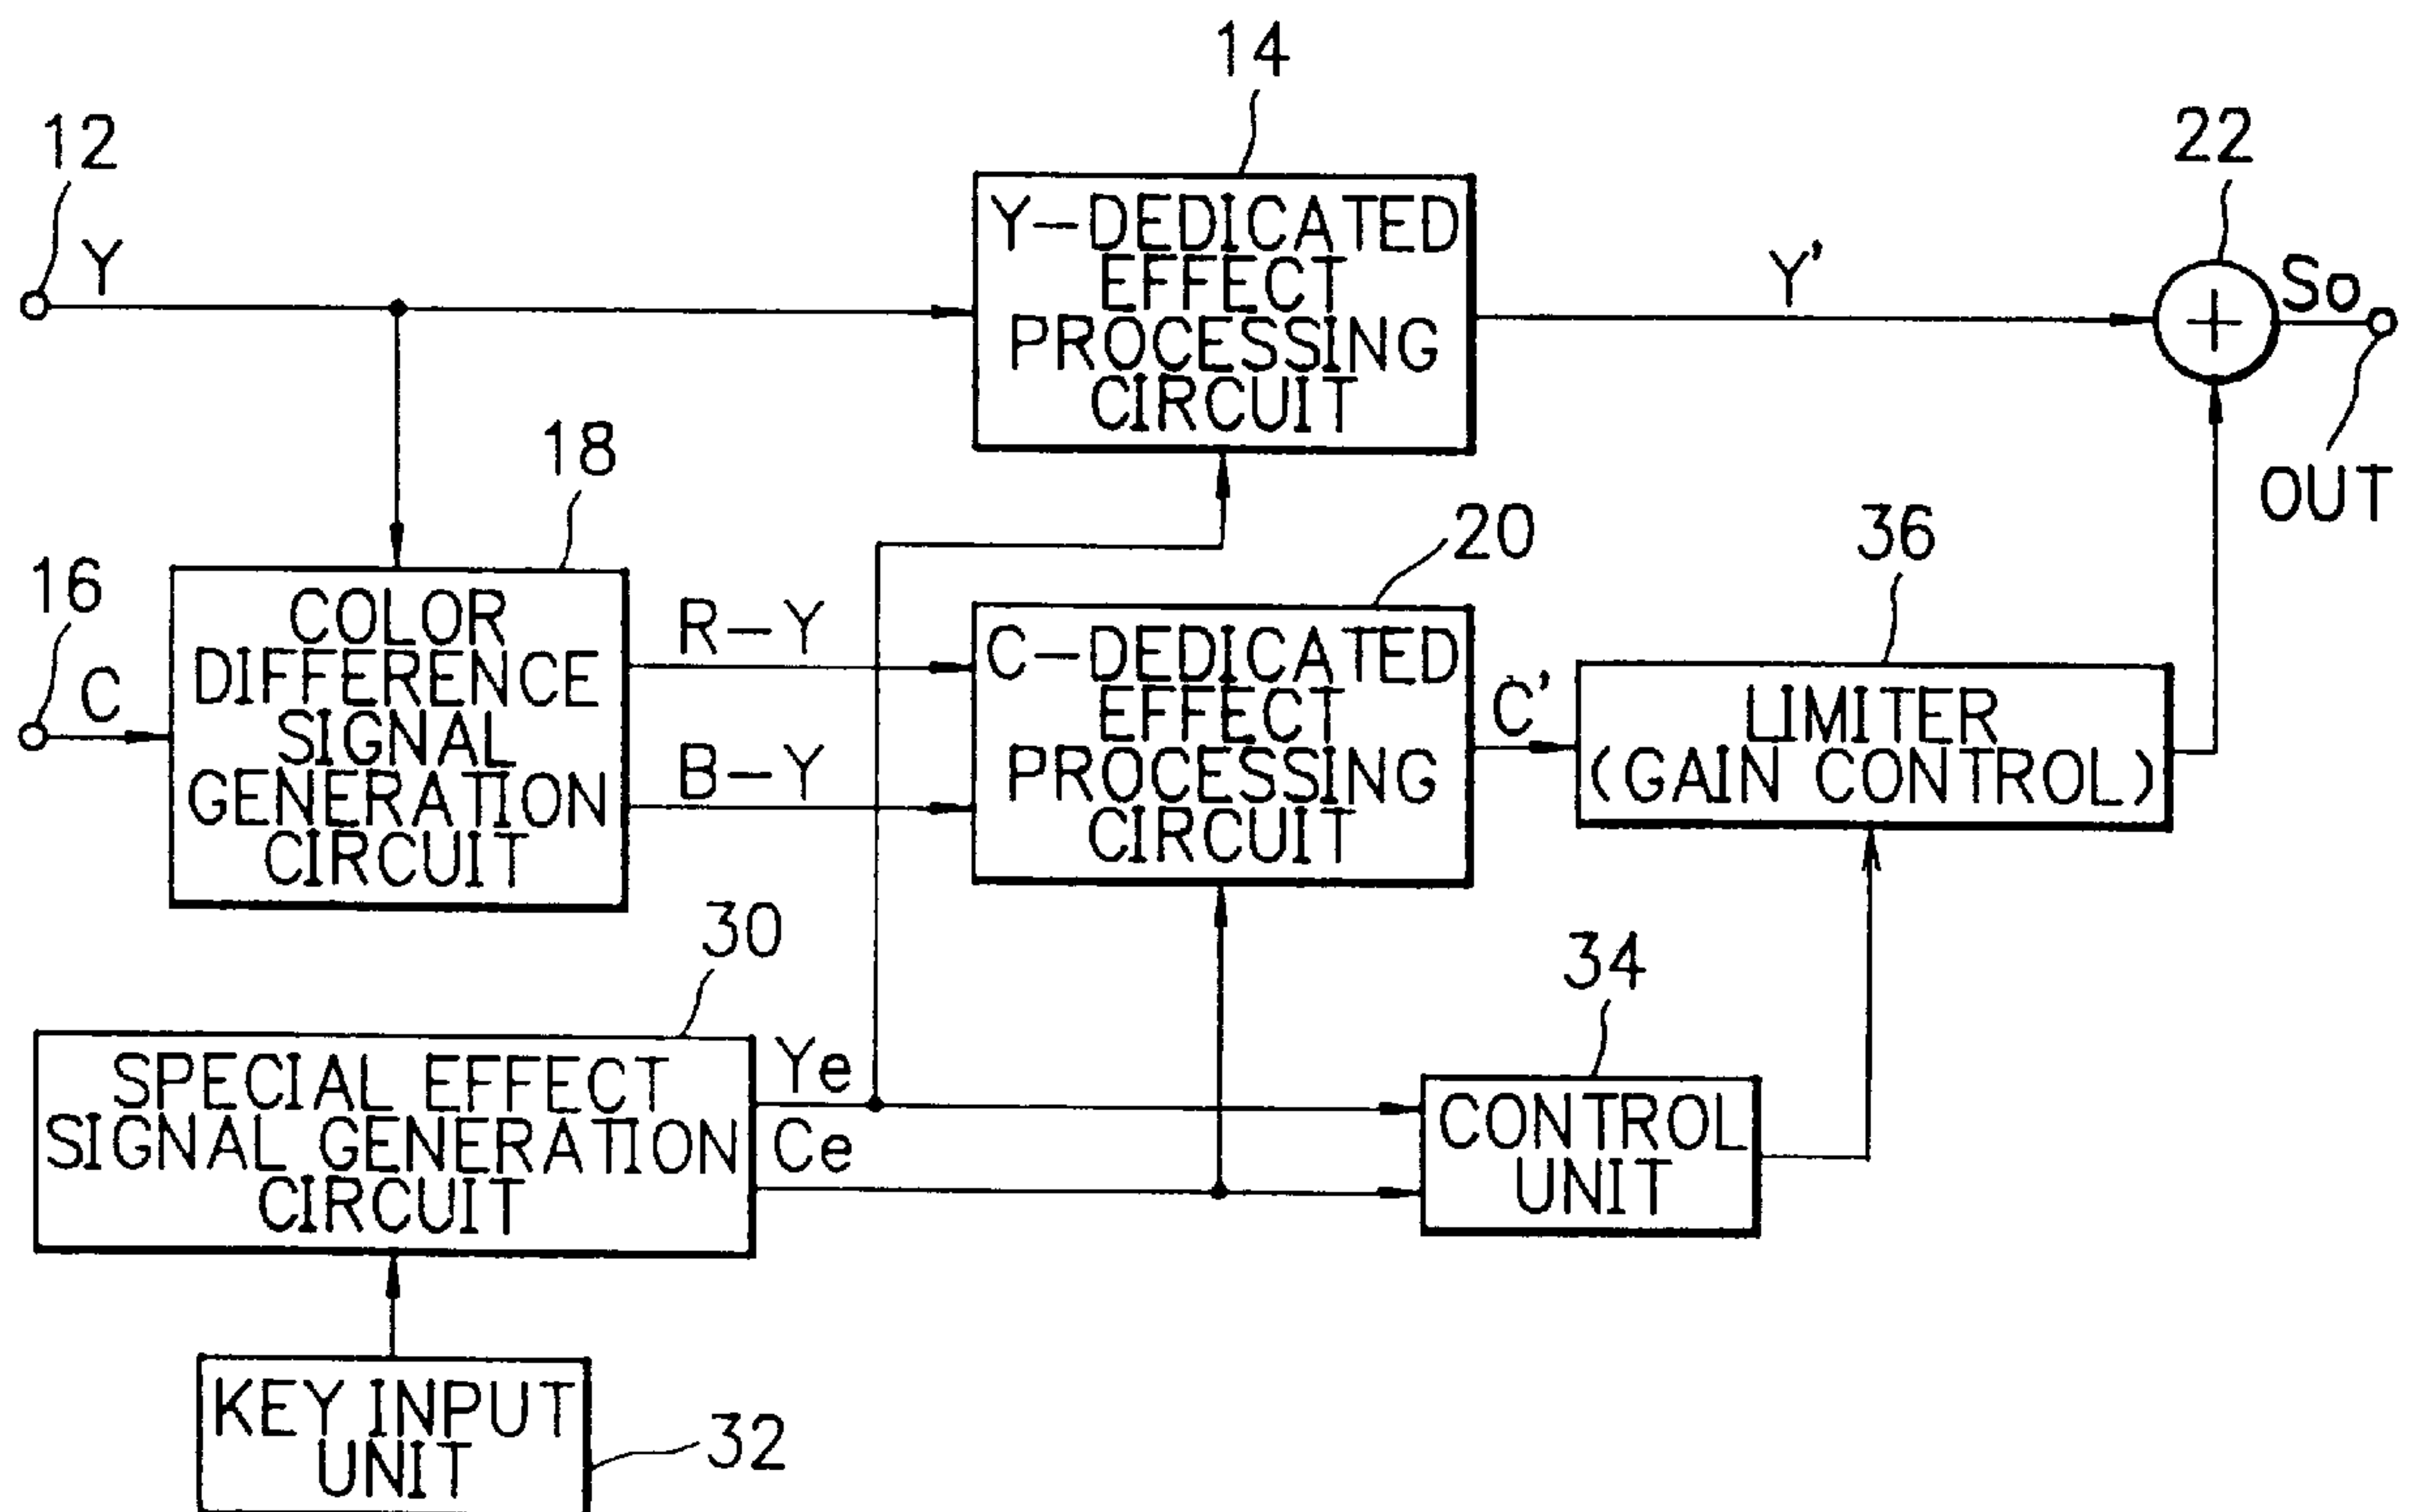 14
12
22
Y
Y-DEDICATED
EFFECT
PROCESSING
CIRCUIT
Y'
So
OUT
18
20
36
16
C
COLOR
DIFFERENCE
SIGNAL
GENERATION
CIRCUIT
R-Y
B-Y
C-DEDICATED
EFFECT
PROCESSING
CIRCUIT
C'
LIMITER
(GAIN CONTROL)
30
34
SPECIAL EFFECT
SIGNAL GENERATION
CIRCUIT
Ye
Ce
CONTROL
UNIT
KEY INPUT
UNIT
32